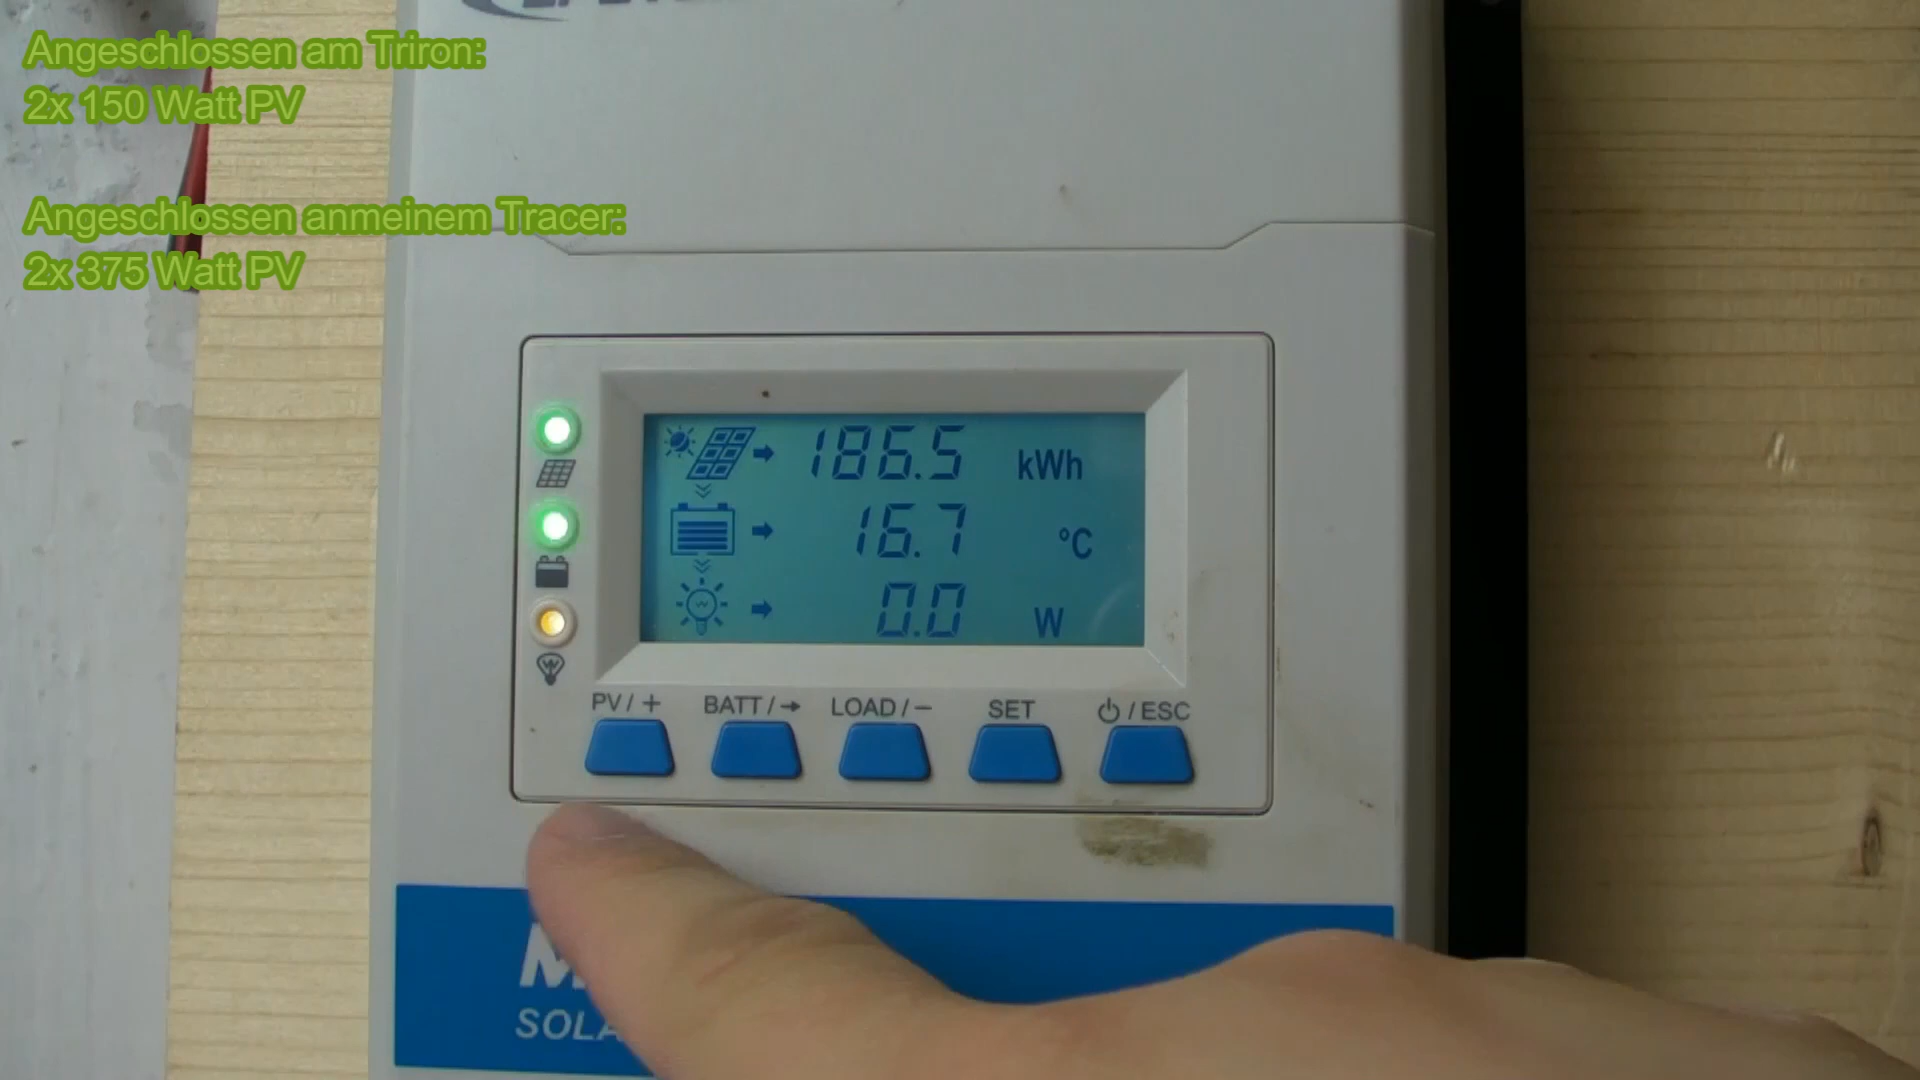 Angeschlossen am Triron:
2x 150 Watt PV
Angeschlossen anmeinem Tracer:
2x 375 Watt PV
186.5 kWh
16.7 °C
0.0 W
PV / + BATT / → LOAD / − SET ⏻ / ESC